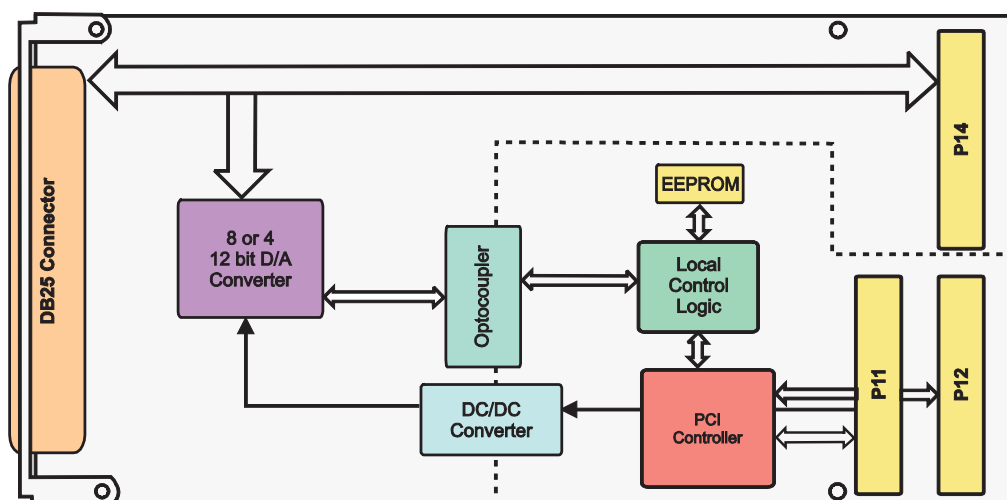 DB25 Connector
P14
EEPROM
8 or 4
12 bit D/A
Converter
Optocoupler
Local
Control
Logic
P11
P12
DC/DC
Converter
PCI
Controller